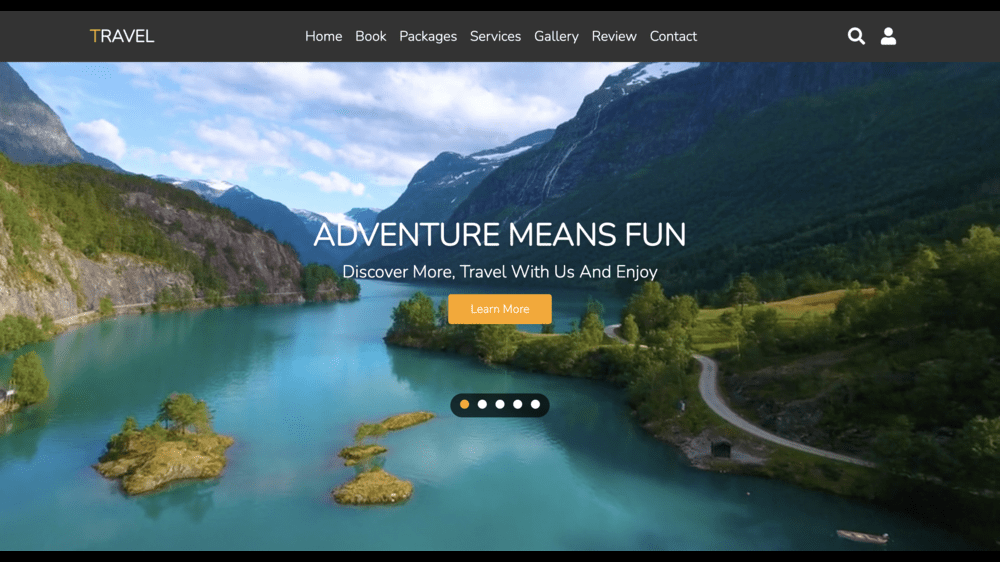 TRAVEL Home Book Packages Services Gallery Review Contact
ADVENTURE MEANS FUN
Discover More, Travel With Us And Enjoy
Learn More